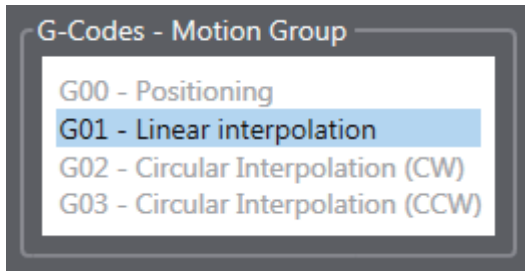 G-Codes - Motion Group
G00 - Positioning
G01 - Linear interpolation
G02 - Circular Interpolation (CW)
G03 - Circular Interpolation (CCW)